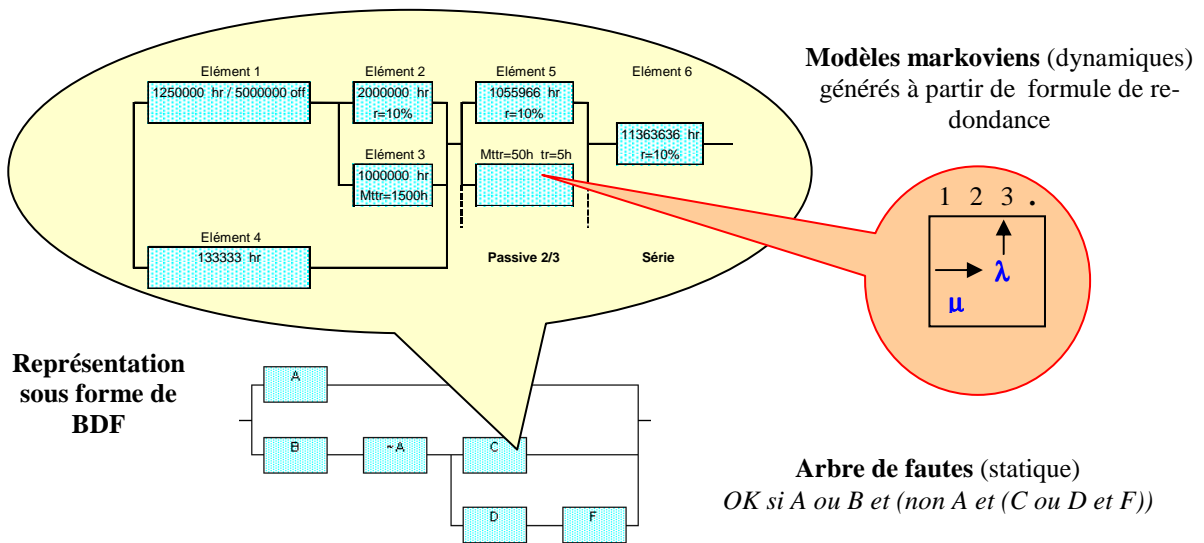 Elément 1
1250000 hr / 5000000 off
Elément 2
2000000 hr
r=10%
Elément 5
1055966 hr
r=10%
Elément 6
11363636 hr
r=10%
Elément 3
1000000 hr
Mttr=1500h
Mttr=50h tr=5h
Elément 4
133333 hr
Passive 2/3
Série
Modèles markoviens (dynamiques)
générés à partir de formule de re-
dondance
1 2 3 .
λ
μ
Représentation
sous forme de
BDF
A
B
~A
C
D
F
Arbre de fautes (statique)
OK si A ou B et (non A et (C ou D et F))